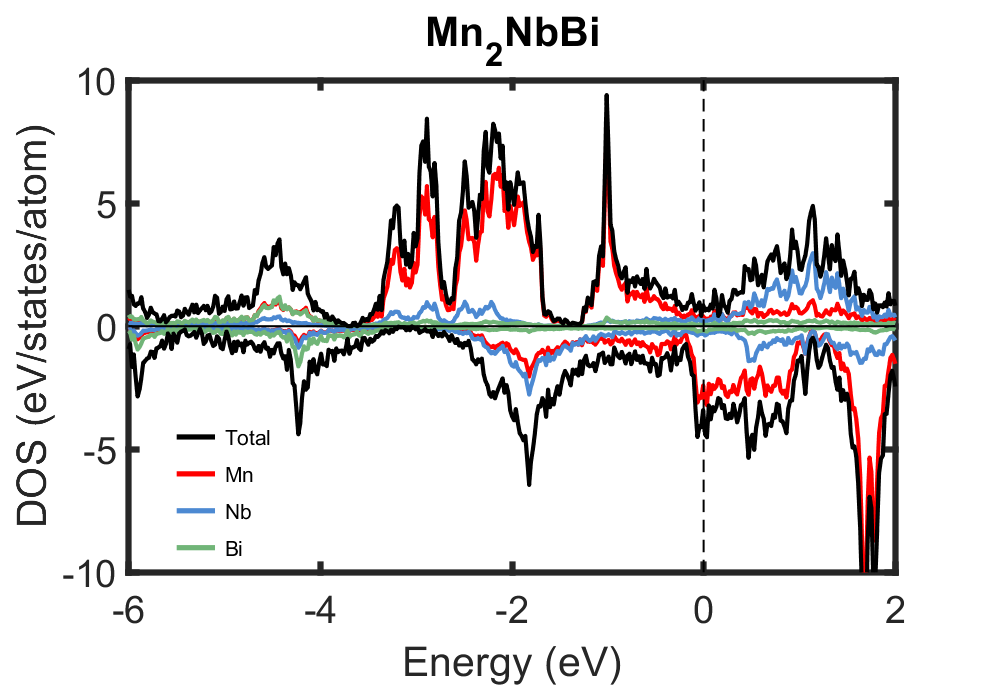 Mn2NbBi
10
5
0
-5
-10
DOS (eV/states/atom)
Total
Mn
Nb
Bi
-6 -4 -2 0 2
Energy (eV)